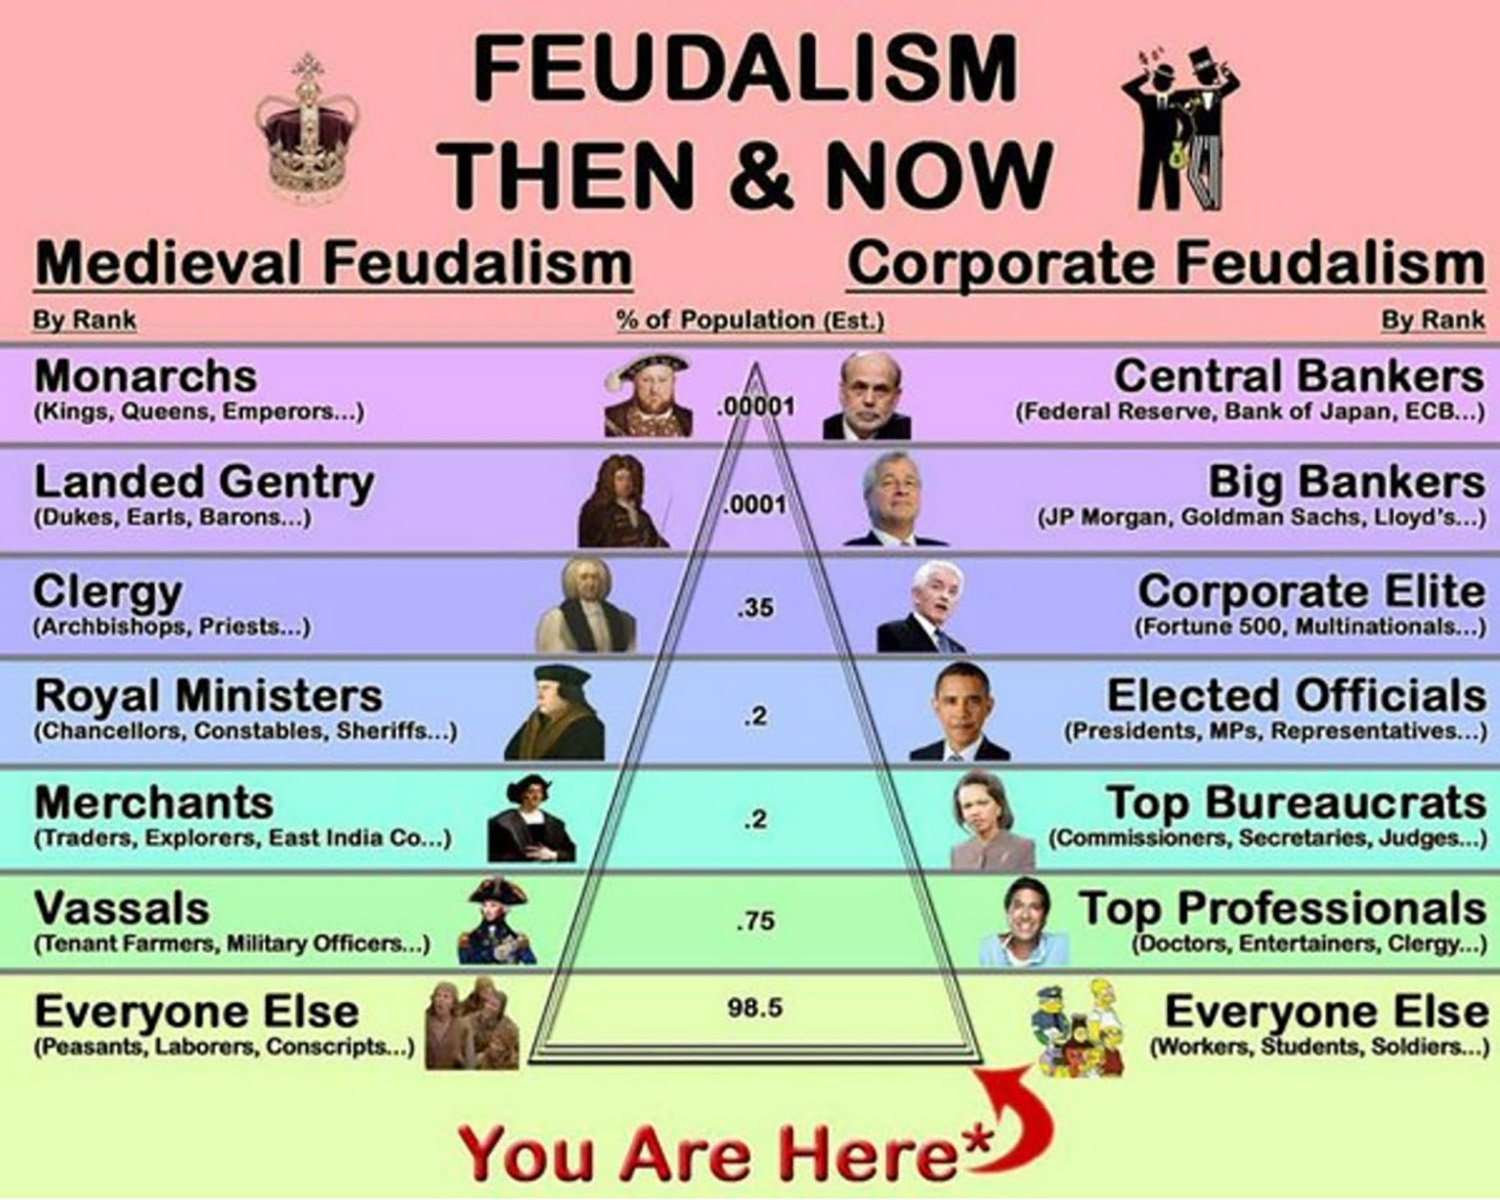 FEUDALISM
THEN & NOW
Medieval Feudalism
Corporate Feudalism
By Rank
% of Population (Est.)
By Rank
Monarchs
(Kings, Queens, Emperors...)
.00001
Central Bankers
(Federal Reserve, Bank of Japan, ECB...)
Landed Gentry
(Dukes, Earls, Barons...)
.0001
Big Bankers
(JP Morgan, Goldman Sachs, Lloyd's...)
Clergy
(Archbishops, Priests...)
.35
Corporate Elite
(Fortune 500, Multinationals...)
Royal Ministers
(Chancellors, Constables, Sheriffs...)
.2
Elected Officials
(Presidents, MPs, Representatives...)
Merchants
(Traders, Explorers, East India Co...)
.2
Top Bureaucrats
(Commissioners, Secretaries, Judges...)
Vassals
(Tenant Farmers, Military Officers...)
.75
Top Professionals
(Doctors, Entertainers, Clergy...)
Everyone Else
(Peasants, Laborers, Conscripts...)
98.5
Everyone Else
(Workers, Students, Soldiers...)
You Are Here*